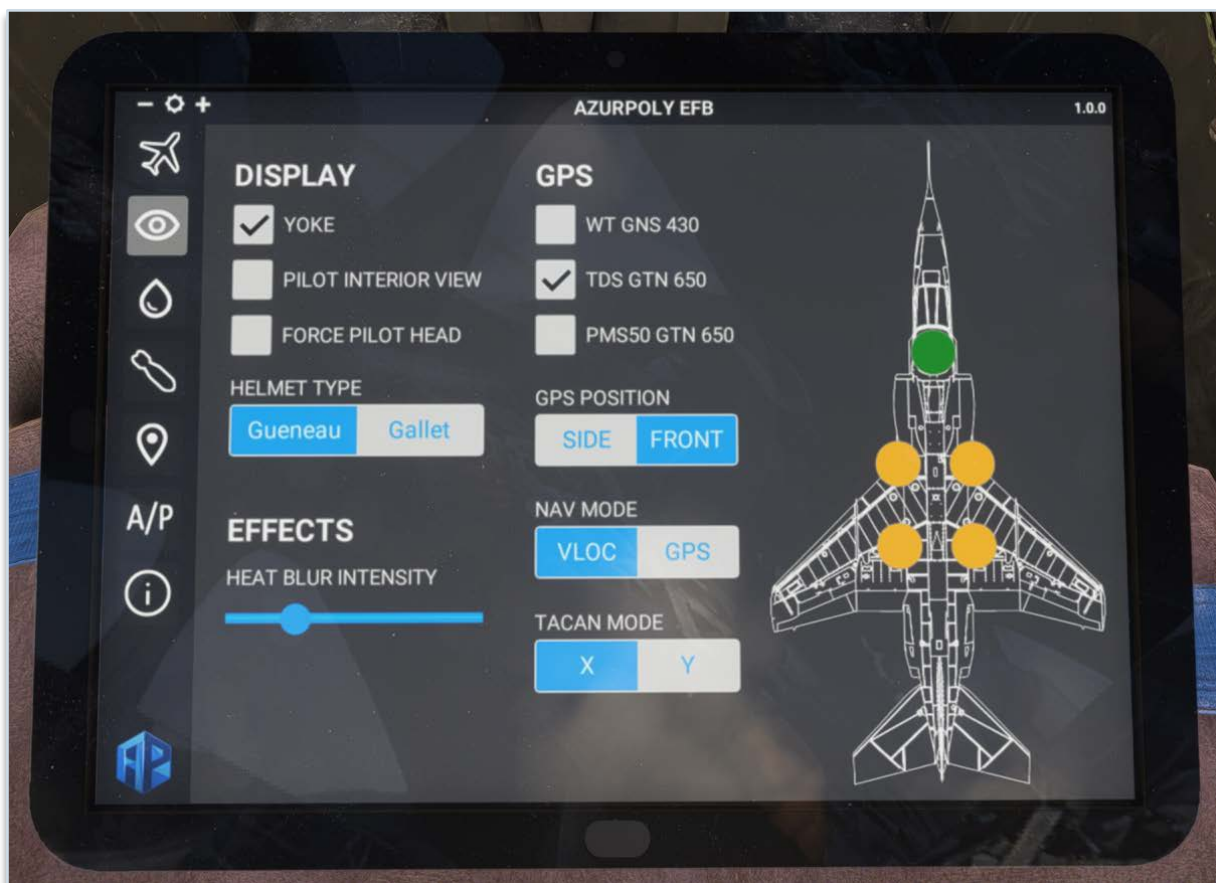 AZURPOLY EFB
1.0.0
DISPLAY
YOKE
PILOT INTERIOR VIEW
FORCE PILOT HEAD
HELMET TYPE
Gueneau Gallet
EFFECTS
HEAT BLUR INTENSITY
GPS
WT GNS 430
TDS GTN 650
PMS50 GTN 650
GPS POSITION
SIDE FRONT
NAV MODE
VLOC GPS
TACAN MODE
X Y
A/P
AP